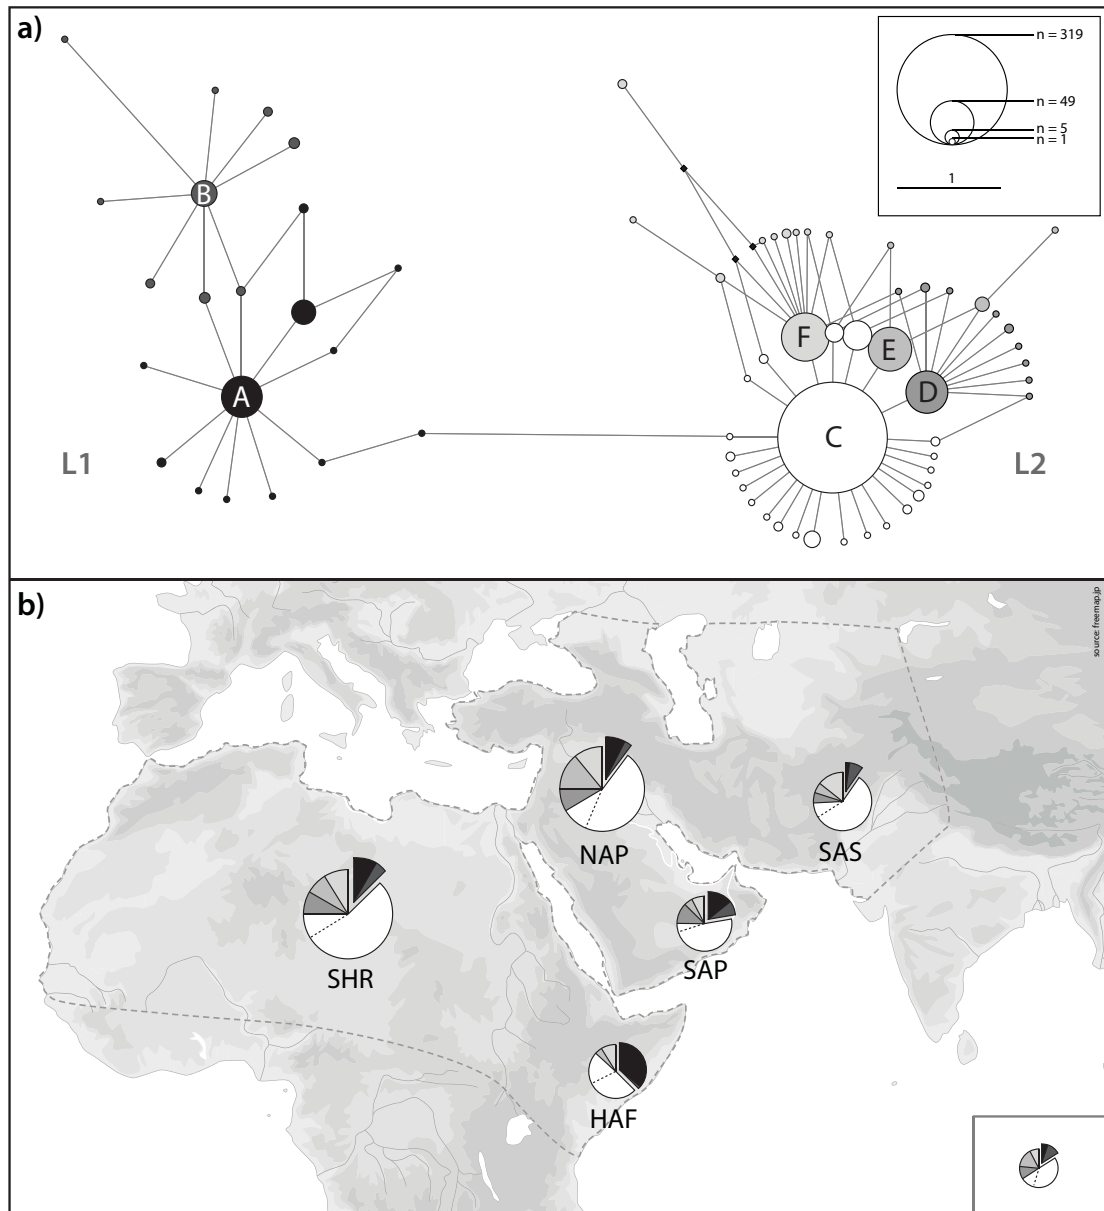 a)
n = 319
n = 49
n = 5
n = 1
1
B
A
F
E
D
C
L1
L2
b)
source: freemap.jp
NAP
SAS
SHR
SAP
HAF